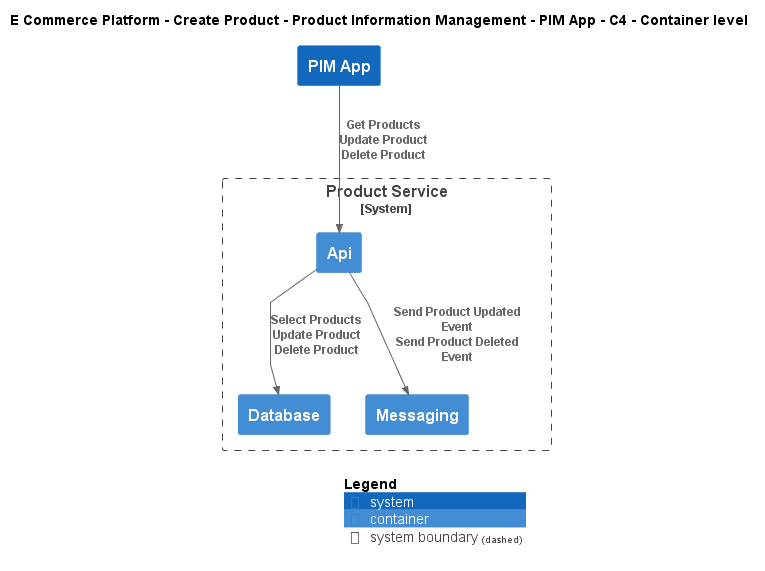 E Commerce Platform - Create Product - Product Information Management - PIM App - C4 - Container level
PIM App
Get Products
Update Product
Delete Product
Product Service
[System]
Api
Select Products
Update Product
Delete Product
Send Product Updated
Event
Send Product Deleted
Event
Database
Messaging
Legend
system
container
system boundary (dashed)